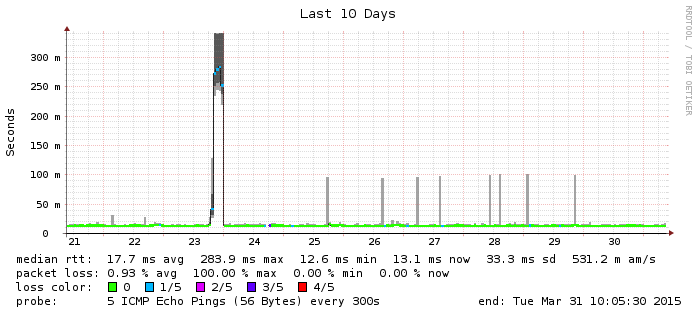 Last 10 Days
RRDTOOL / TOBI OETIKER
Seconds
300 m
250 m
200 m
150 m
100 m
50 m
0
21 22 23 24 25 26 27 28 29 30
median rtt: 17.7 ms avg 283.9 ms max 12.6 ms min 13.1 ms now 33.3 ms sd 531.2 m am/s
packet loss: 0.93 % avg 100.00 % max 0.00 % min 0.00 % now
loss color: 0 1/5 2/5 3/5 4/5
probe: 5 ICMP Echo Pings (56 Bytes) every 300s end: Tue Mar 31 10:05:30 2015